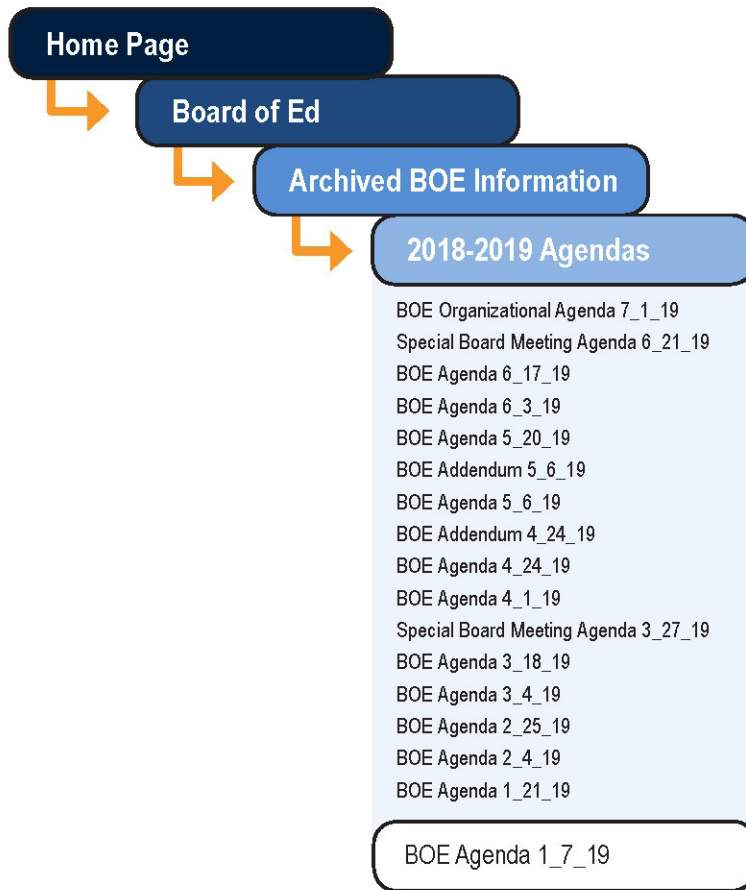 Home Page
Board of Ed
Archived BOE Information
2018-2019 Agendas
BOE Organizational Agenda 7_1_19
Special Board Meeting Agenda 6_21_19
BOE Agenda 6_17_19
BOE Agenda 6_3_19
BOE Agenda 5_20_19
BOE Addendum 5_6_19
BOE Agenda 5_6_19
BOE Addendum 4_24_19
BOE Agenda 4_24_19
BOE Agenda 4_1_19
Special Board Meeting Agenda 3_27_19
BOE Agenda 3_18_19
BOE Agenda 3_4_19
BOE Agenda 2_25_19
BOE Agenda 2_4_19
BOE Agenda 1_21_19
BOE Agenda 1_7_19